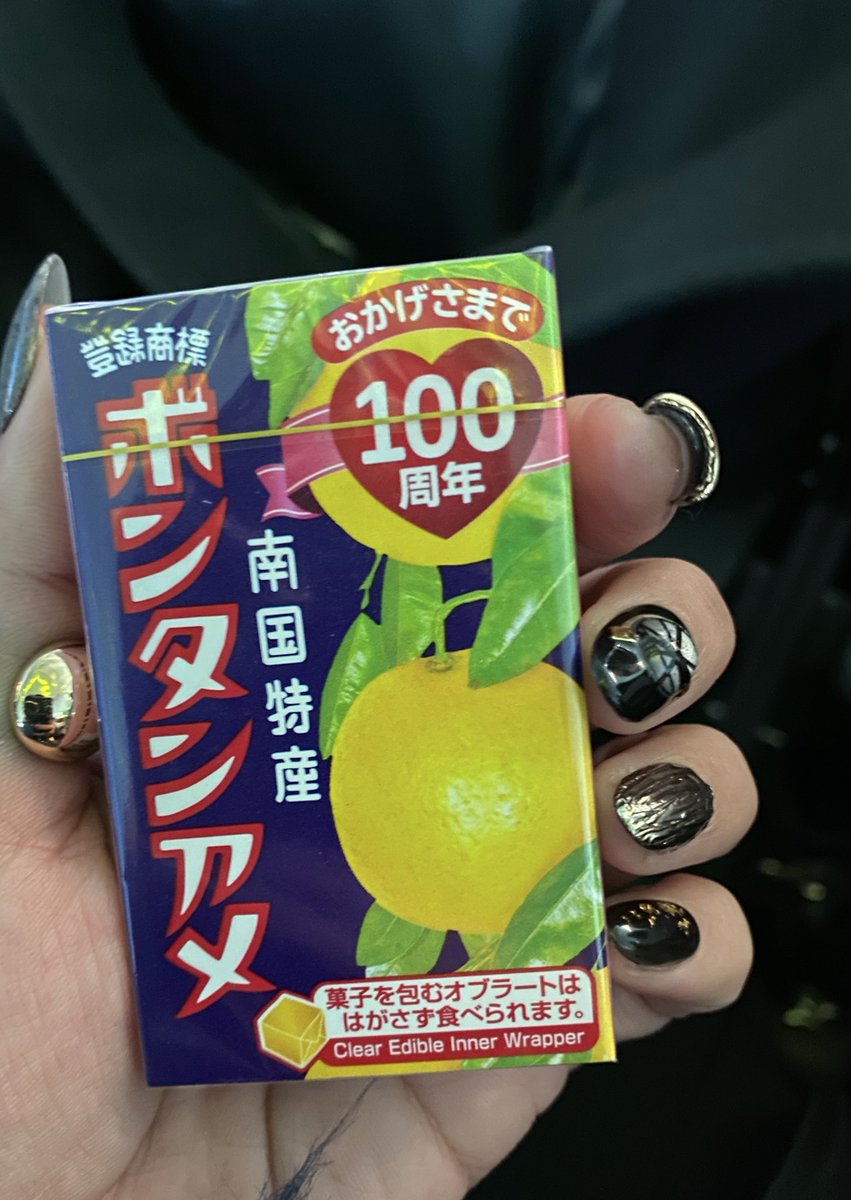 登録商標
ボンタンアメ
南国特産
おかげさまで
100
周年
菓子を包むオブラートは
はがさず食べられます。
Clear Edible Inner Wrapper